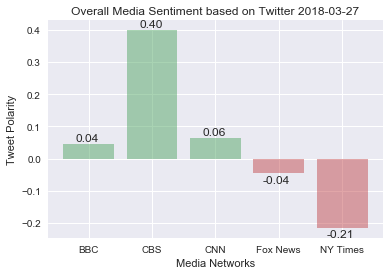 Overall Media Sentiment based on Twitter 2018-03-27
Tweet Polarity
0.4
0.3
0.2
0.1
0.0
−0.1
−0.2
0.04
0.40
0.06
-0.04
-0.21
BBC
CBS
CNN
Fox News
NY Times
Media Networks